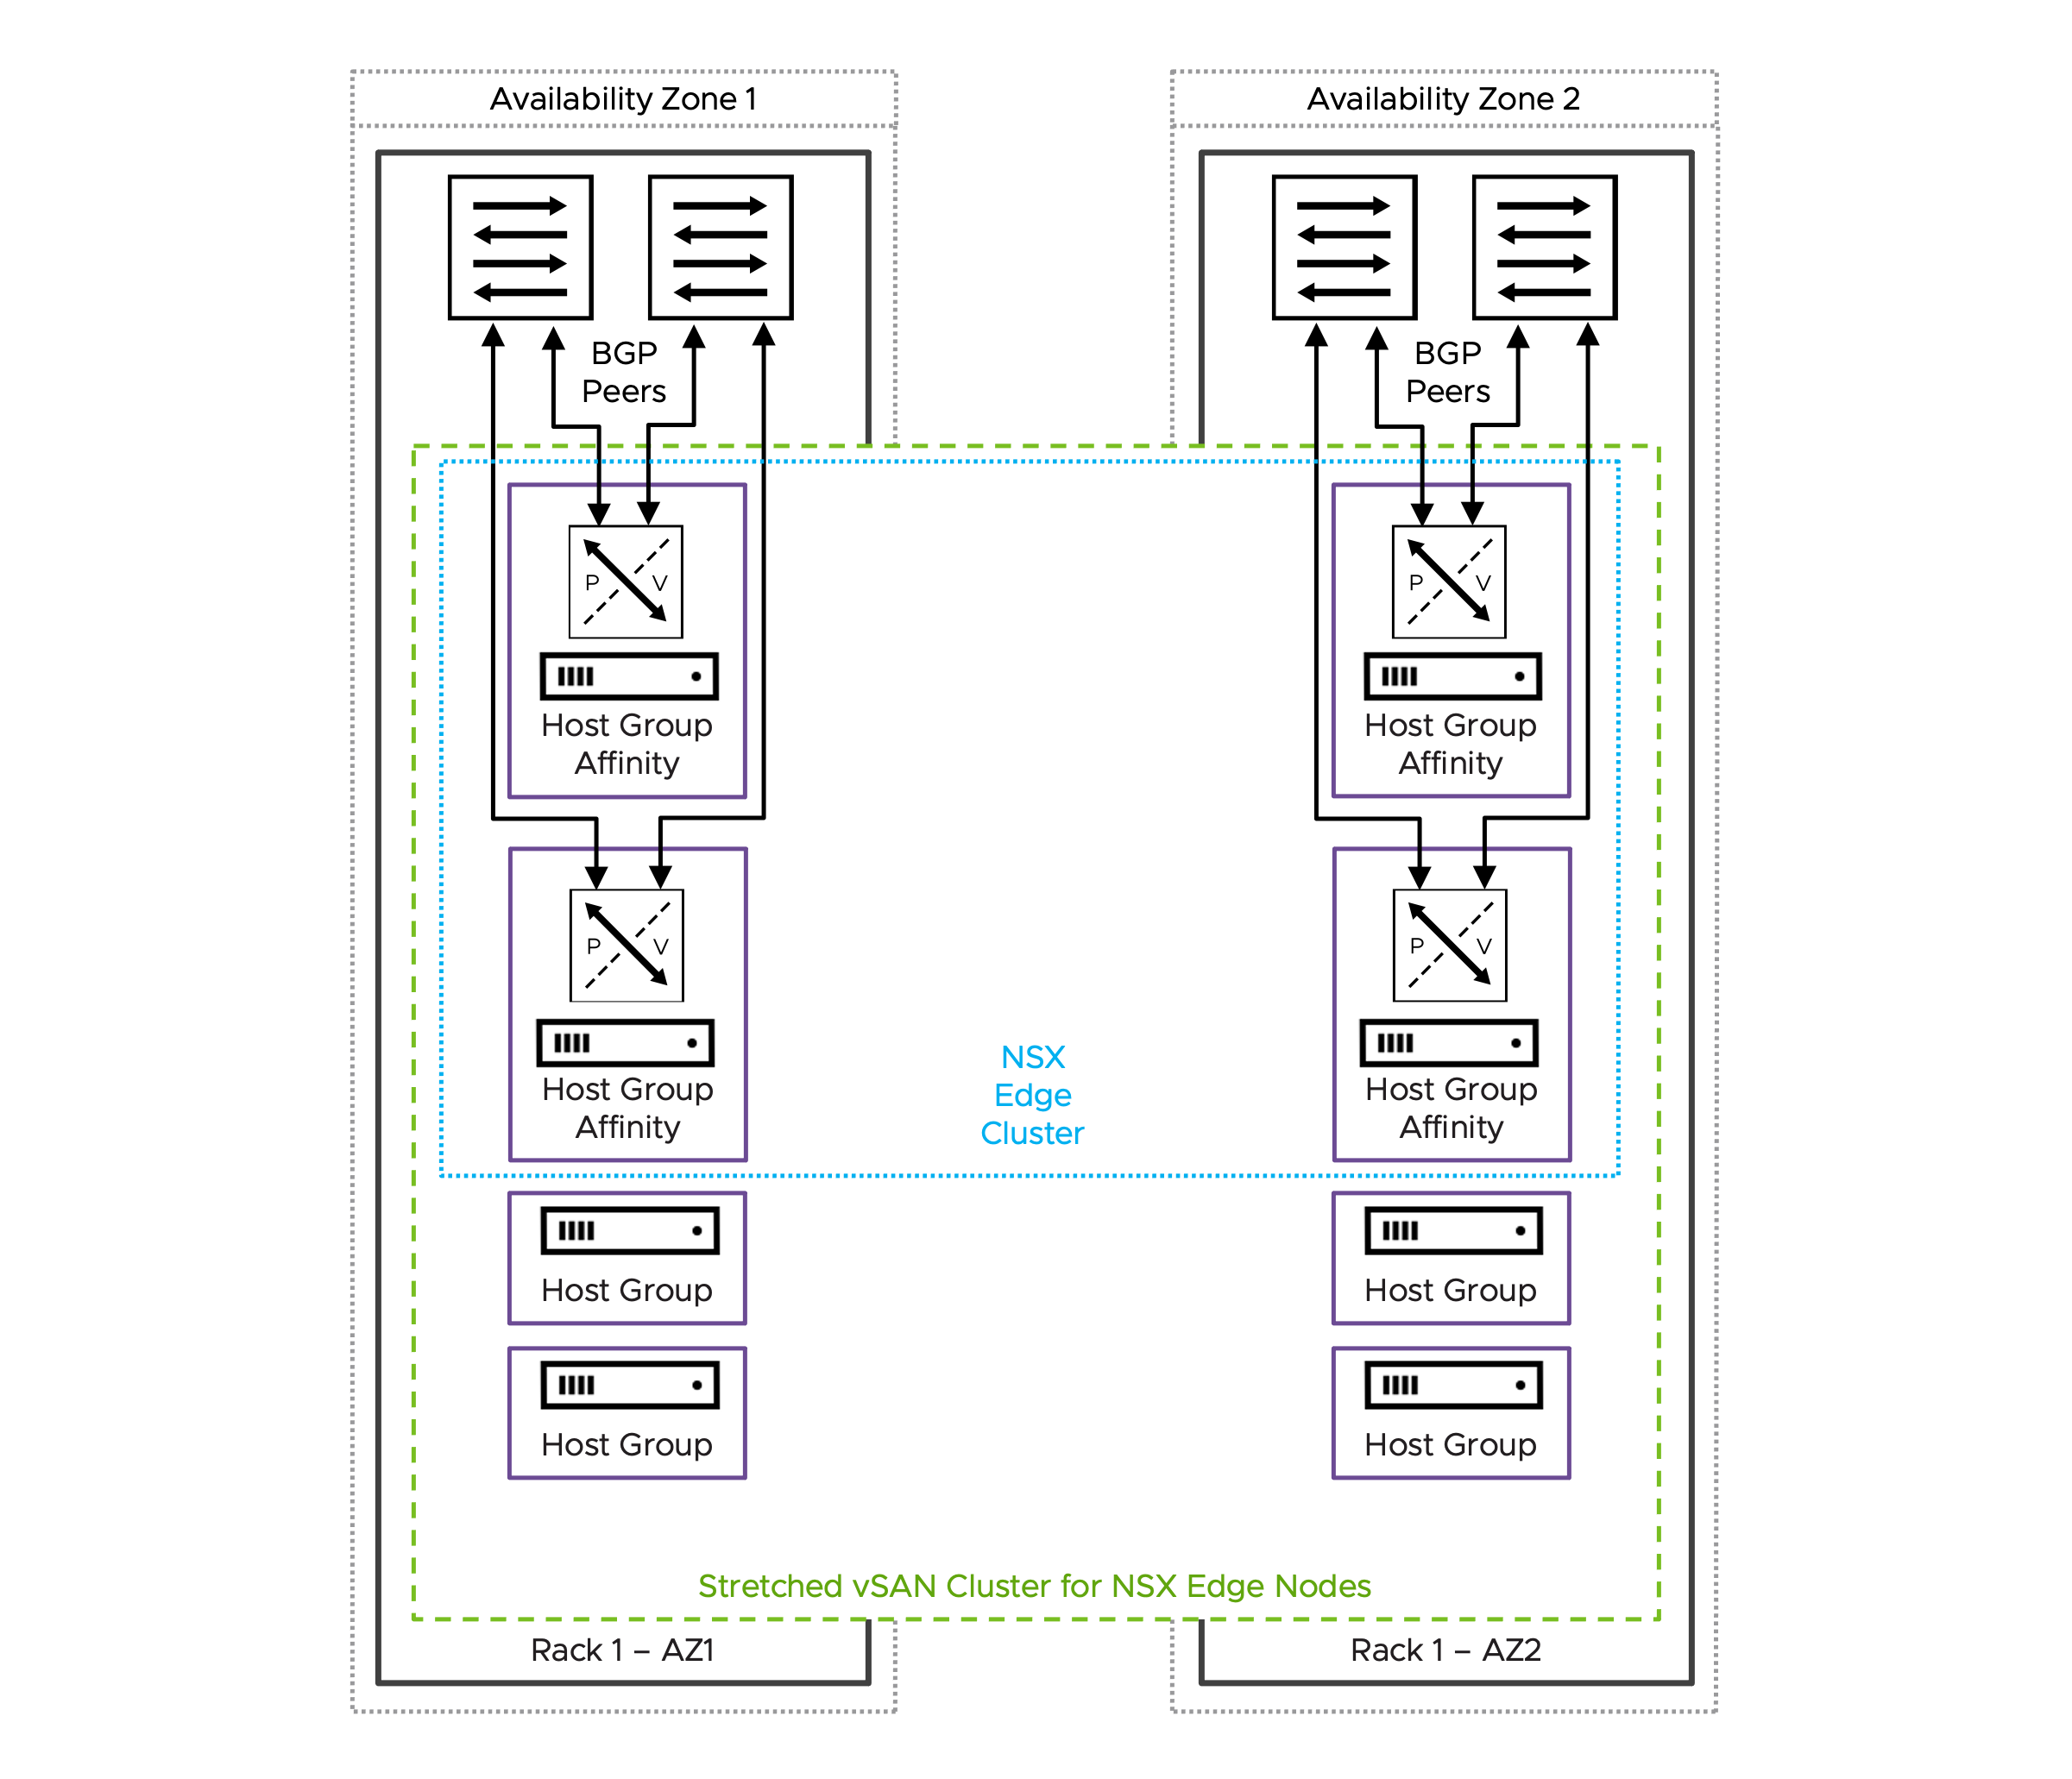 Availability Zone 1
Availability Zone 2
BGP
Peers
BGP
Peers
P V
P V
Host Group
Affinity
Host Group
Affinity
P V
P V
Host Group
Affinity
Host Group
Affinity
NSX
Edge
Cluster
Host Group
Host Group
Host Group
Host Group
Stretched vSAN Cluster for NSX Edge Nodes
Rack 1 – AZ1
Rack 1 – AZ2